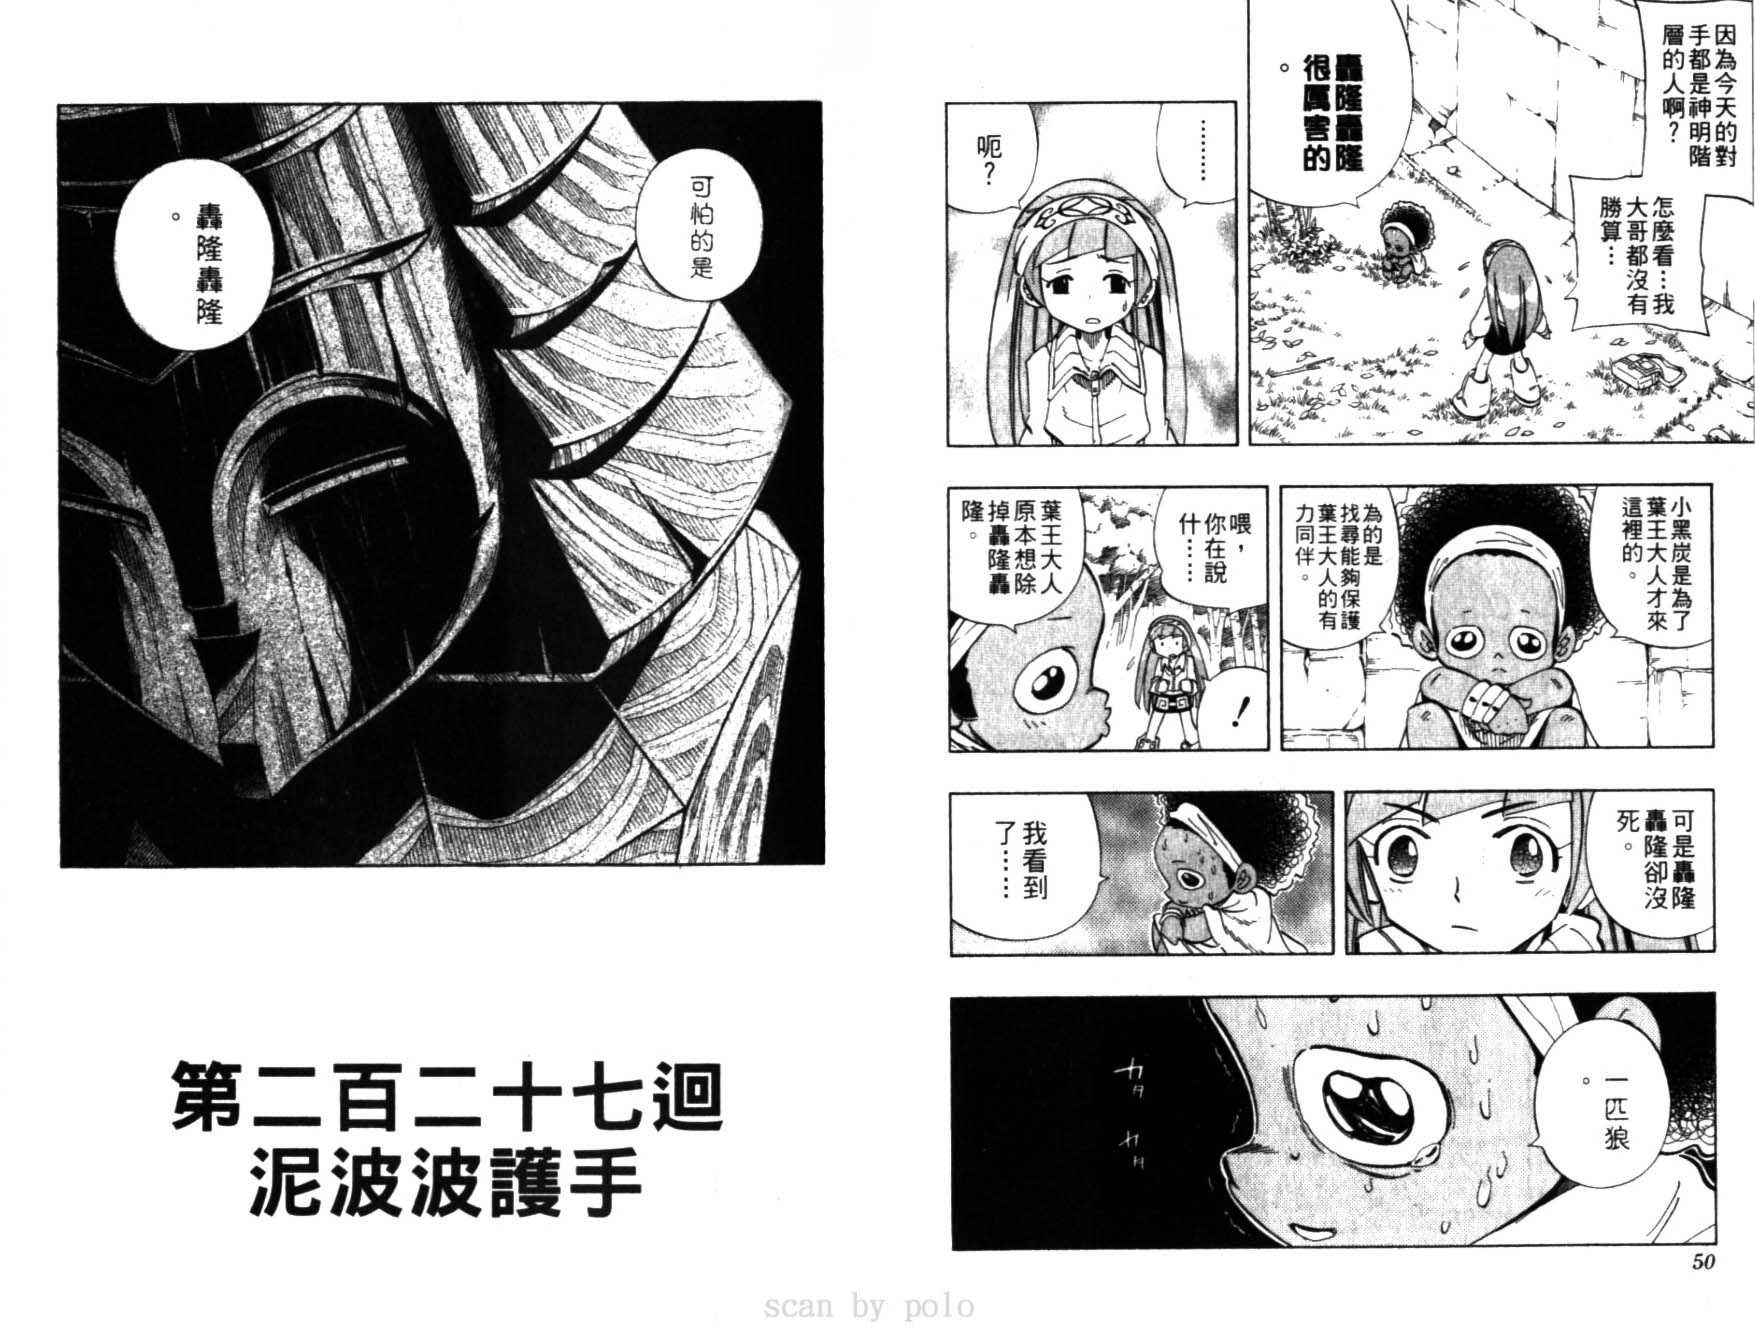 因為今天的對
手都是神明階
層的人啊？
怎麼看…我
大哥都沒有
勝算…
轟隆轟隆
很厲害的
。
………
呃？
小黑炭是為了
葉王大人才來
這裡的。
為的是
找尋能夠保護
葉王大人的有
力同伴。
喂，
你在說
什……
！
葉王大人
原本想除
掉轟隆轟
隆。
可是轟隆
轟隆卻沒
死。
我看到
了……
一匹狼
。
カタ
カタ
50
可怕的是
轟隆轟隆
。
第二百二十七迴
泥波波護手
scan by polo